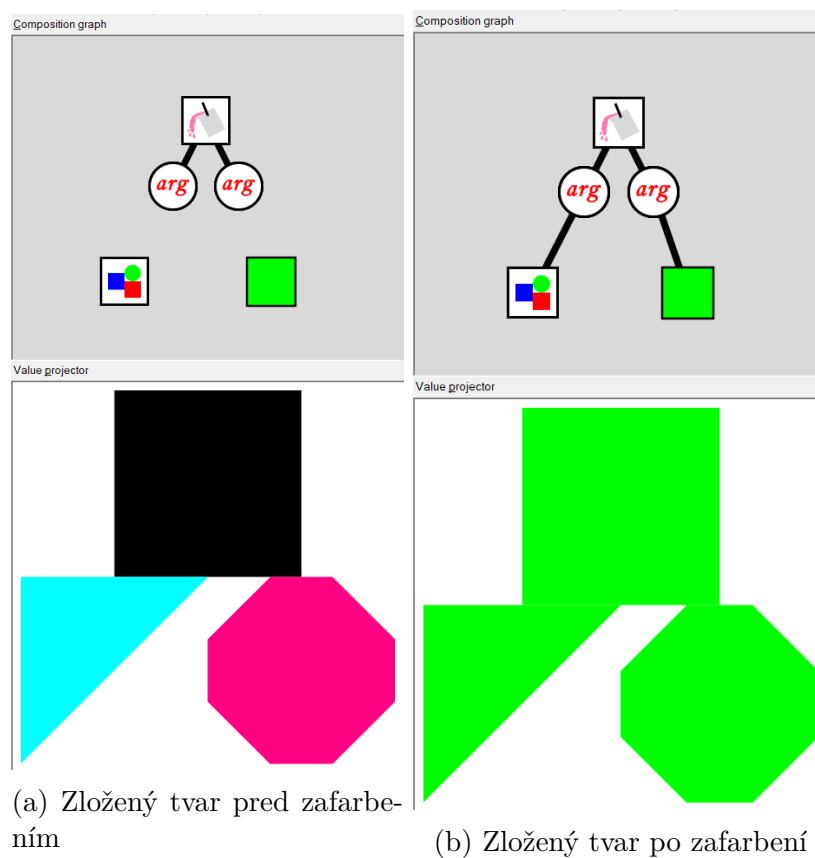 Composition graph
arg arg
Value projector
(a) Zložený tvar pred zafarbe-
ním
Composition graph
arg arg
Value projector
(b) Zložený tvar po zafarbení